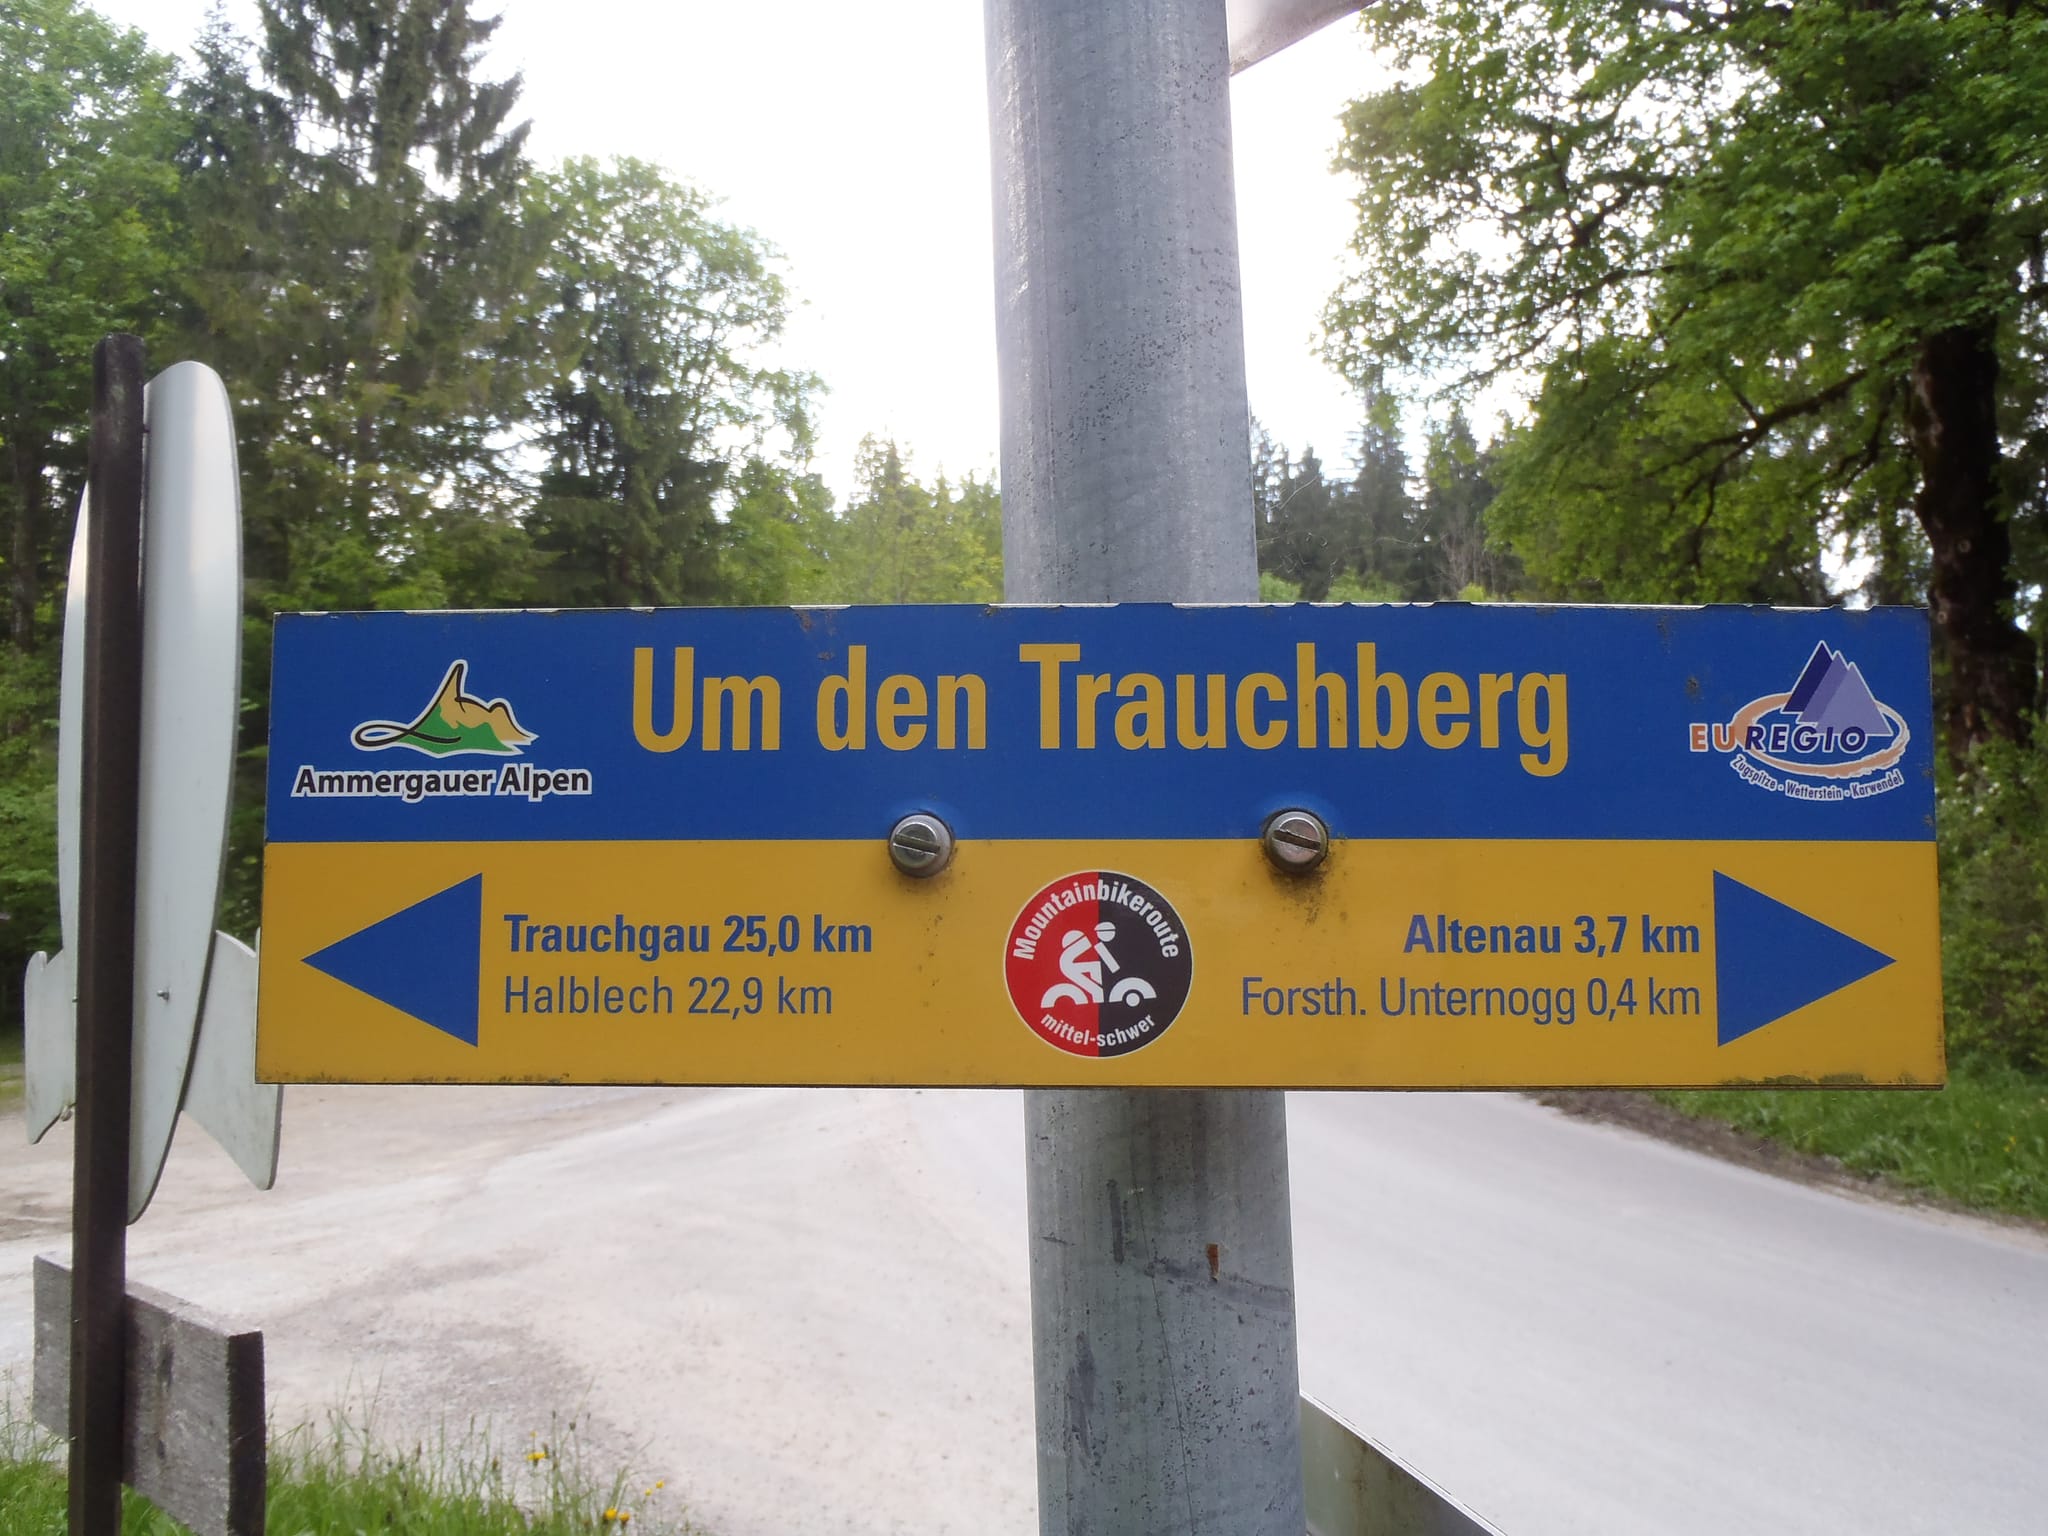 Um den Trauchberg
Ammergauer Alpen
EUREGIO
Zugspitze - Wetterstein - Karwendel
Trauchgau 25,0 km
Halblech 22,9 km
Mountainbikeroute
mittel-schwer
Altenau 3,7 km
Forsth. Unternogg 0,4 km